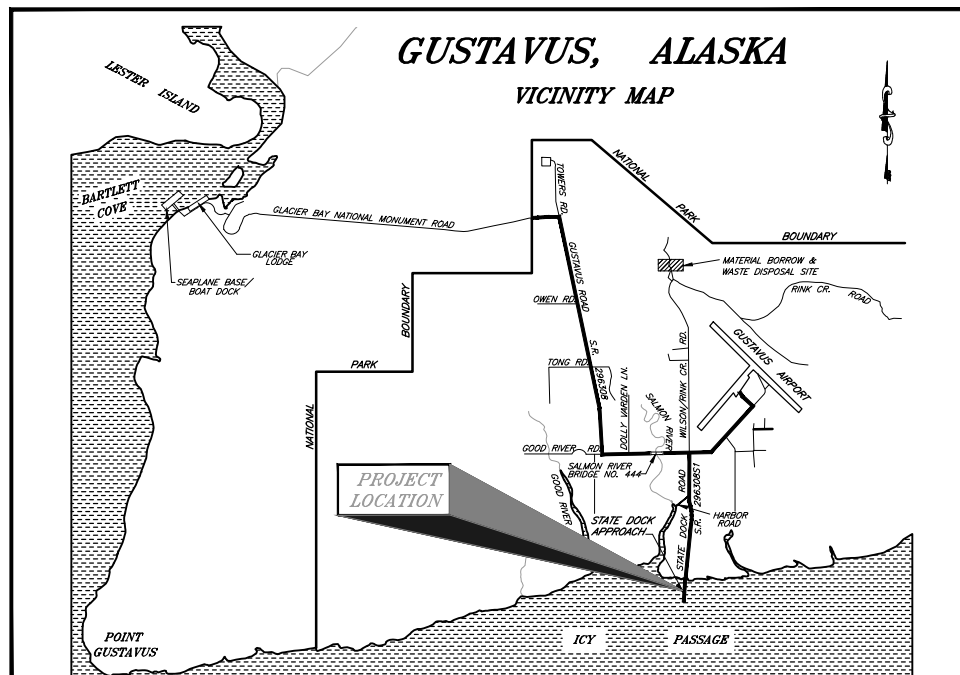 GUSTAVUS, ALASKA
VICINITY MAP
LESTER ISLAND
BARTLETT
COVE
GLACIER BAY NATIONAL MONUMENT ROAD
GLACIER BAY
LODGE
SEAPLANE BASE/
BOAT DOCK
TOWERS RD.
NATIONAL
PARK
BOUNDARY
MATERIAL BORROW &
WASTE DISPOSAL SITE
RINK CR. ROAD
GUSTAVUS ROAD
OWEN RD.
S.R. 296308
TONG RD.
BOUNDARY
PARK
NATIONAL
DOLLY VARDEN LN.
SALMON
RIVER
WILSON/RINK CR. RD.
GUSTAVUS AIRPORT
GOOD RIVER RD.
SALMON RIVER
BRIDGE NO. 444
GOOD RIVER
PROJECT
LOCATION
STATE DOCK
APPROACH
STATE DOCK ROAD
S.R. 296308S1
HARBOR
ROAD
POINT
GUSTAVUS
ICY PASSAGE